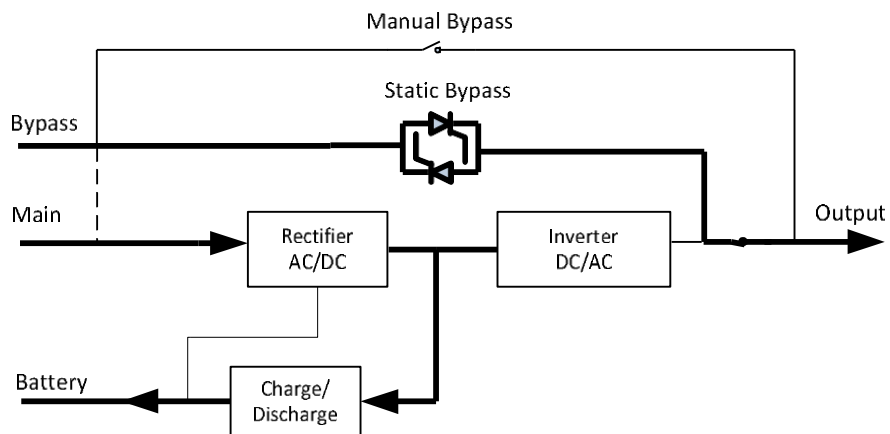 Manual Bypass
Static Bypass
Bypass
Main
Rectifier
AC/DC
Inverter
DC/AC
Output
Battery
Charge/
Discharge